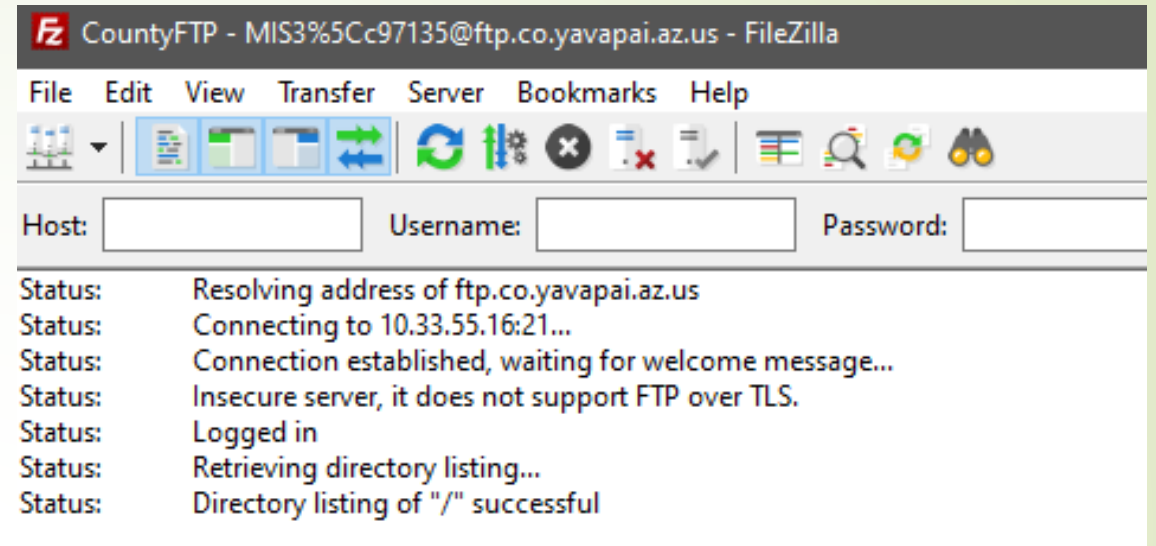 Fz CountyFTP - MIS3%5Cc97135@ftp.co.yavapai.az.us - FileZilla
File Edit View Transfer Server Bookmarks Help
Host: Username: Password:
Status: Resolving address of ftp.co.yavapai.az.us
Status: Connecting to 10.33.55.16:21...
Status: Connection established, waiting for welcome message...
Status: Insecure server, it does not support FTP over TLS.
Status: Logged in
Status: Retrieving directory listing...
Status: Directory listing of "/" successful